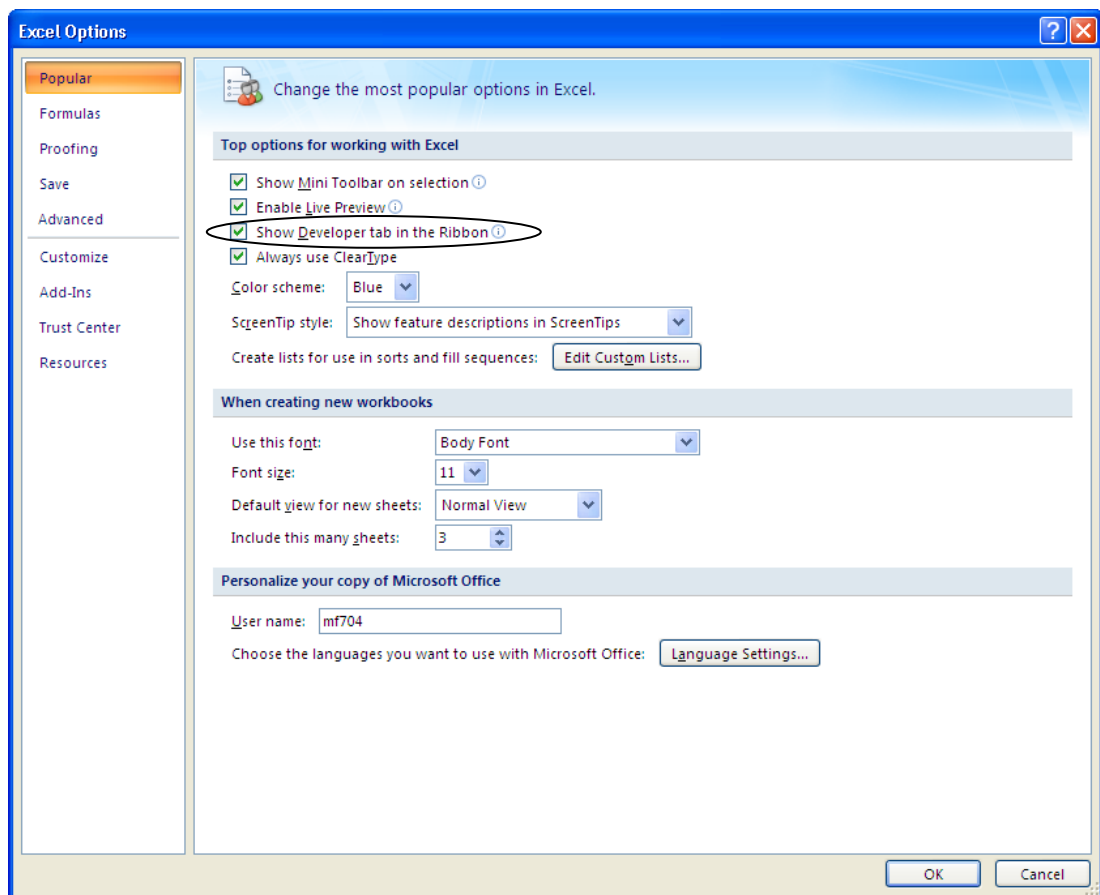 Excel Options
Popular
Formulas
Proofing
Save
Advanced
Customize
Add-Ins
Trust Center
Resources
Change the most popular options in Excel.
Top options for working with Excel
Show Mini Toolbar on selection
Enable Live Preview
Show Developer tab in the Ribbon
Always use ClearType
Color scheme: Blue
ScreenTip style: Show feature descriptions in ScreenTips
Create lists for use in sorts and fill sequences: Edit Custom Lists...
When creating new workbooks
Use this font: Body Font
Font size: 11
Default view for new sheets: Normal View
Include this many sheets: 3
Personalize your copy of Microsoft Office
User name: mf704
Choose the languages you want to use with Microsoft Office: Language Settings...
OK Cancel